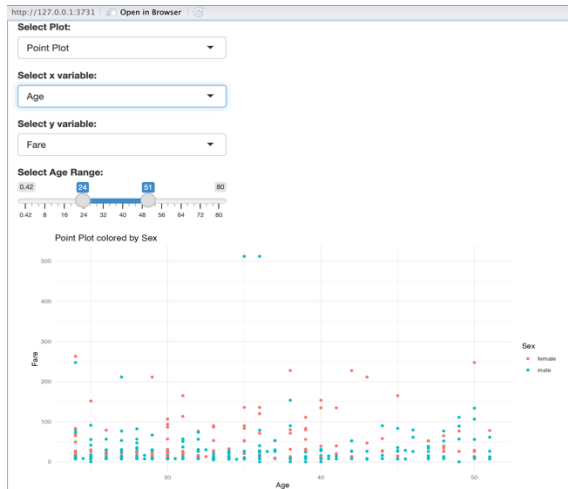 http://127.0.0.1:3731 Open in Browser
Select Plot:
Point Plot
Select x variable:
Age
Select y variable:
Fare
Select Age Range:
0.42 24 51 80
0.42 8 16 24 32 40 48 56 64 72 80
Point Plot colored by Sex
500
400
300
200
100
0
Fare
30 40 50
Age
Sex
female
male